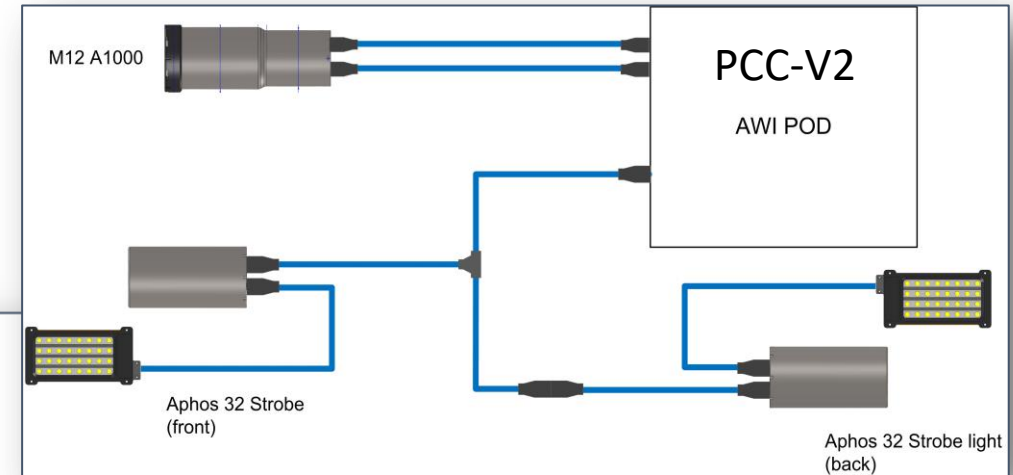 M12 A1000
PCC-V2
AWI POD
Aphos 32 Strobe
(front)
Aphos 32 Strobe light
(back)